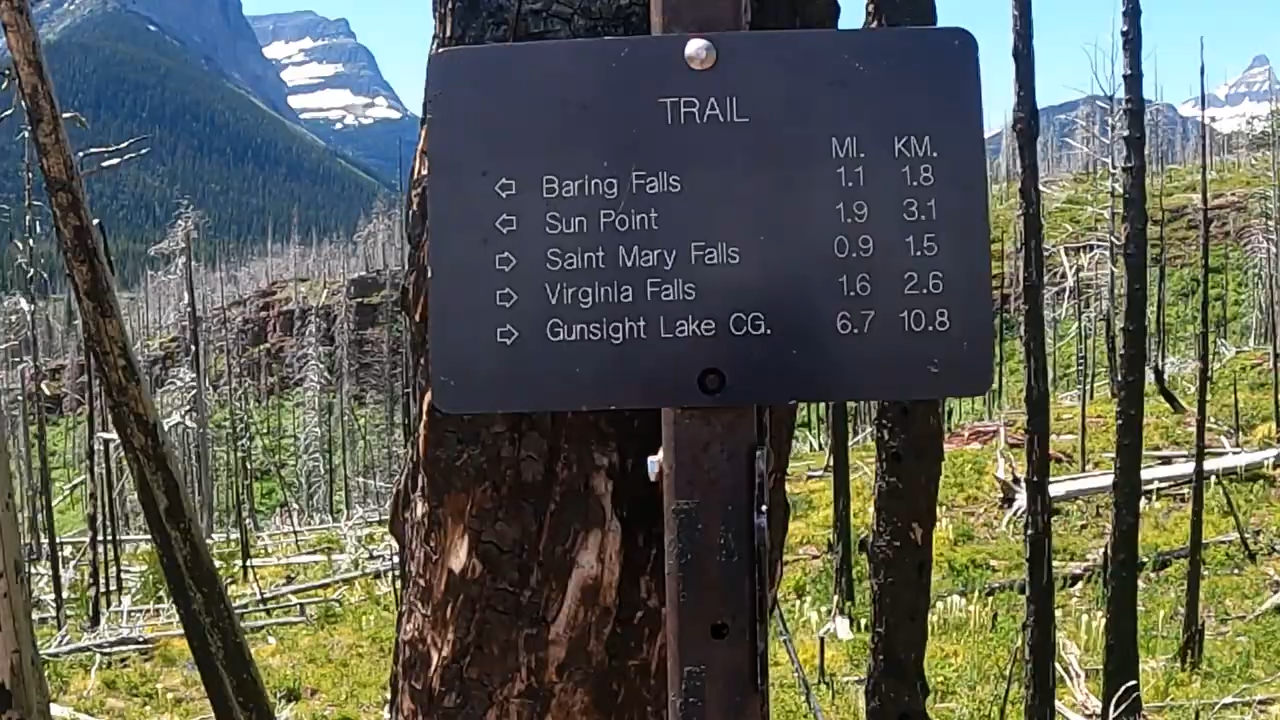 TRAIL
MI. KM.
⇦ Baring Falls 1.1 1.8
⇦ Sun Point 1.9 3.1
⇨ Saint Mary Falls 0.9 1.5
⇨ Virginia Falls 1.6 2.6
⇨ Gunsight Lake CG. 6.7 10.8